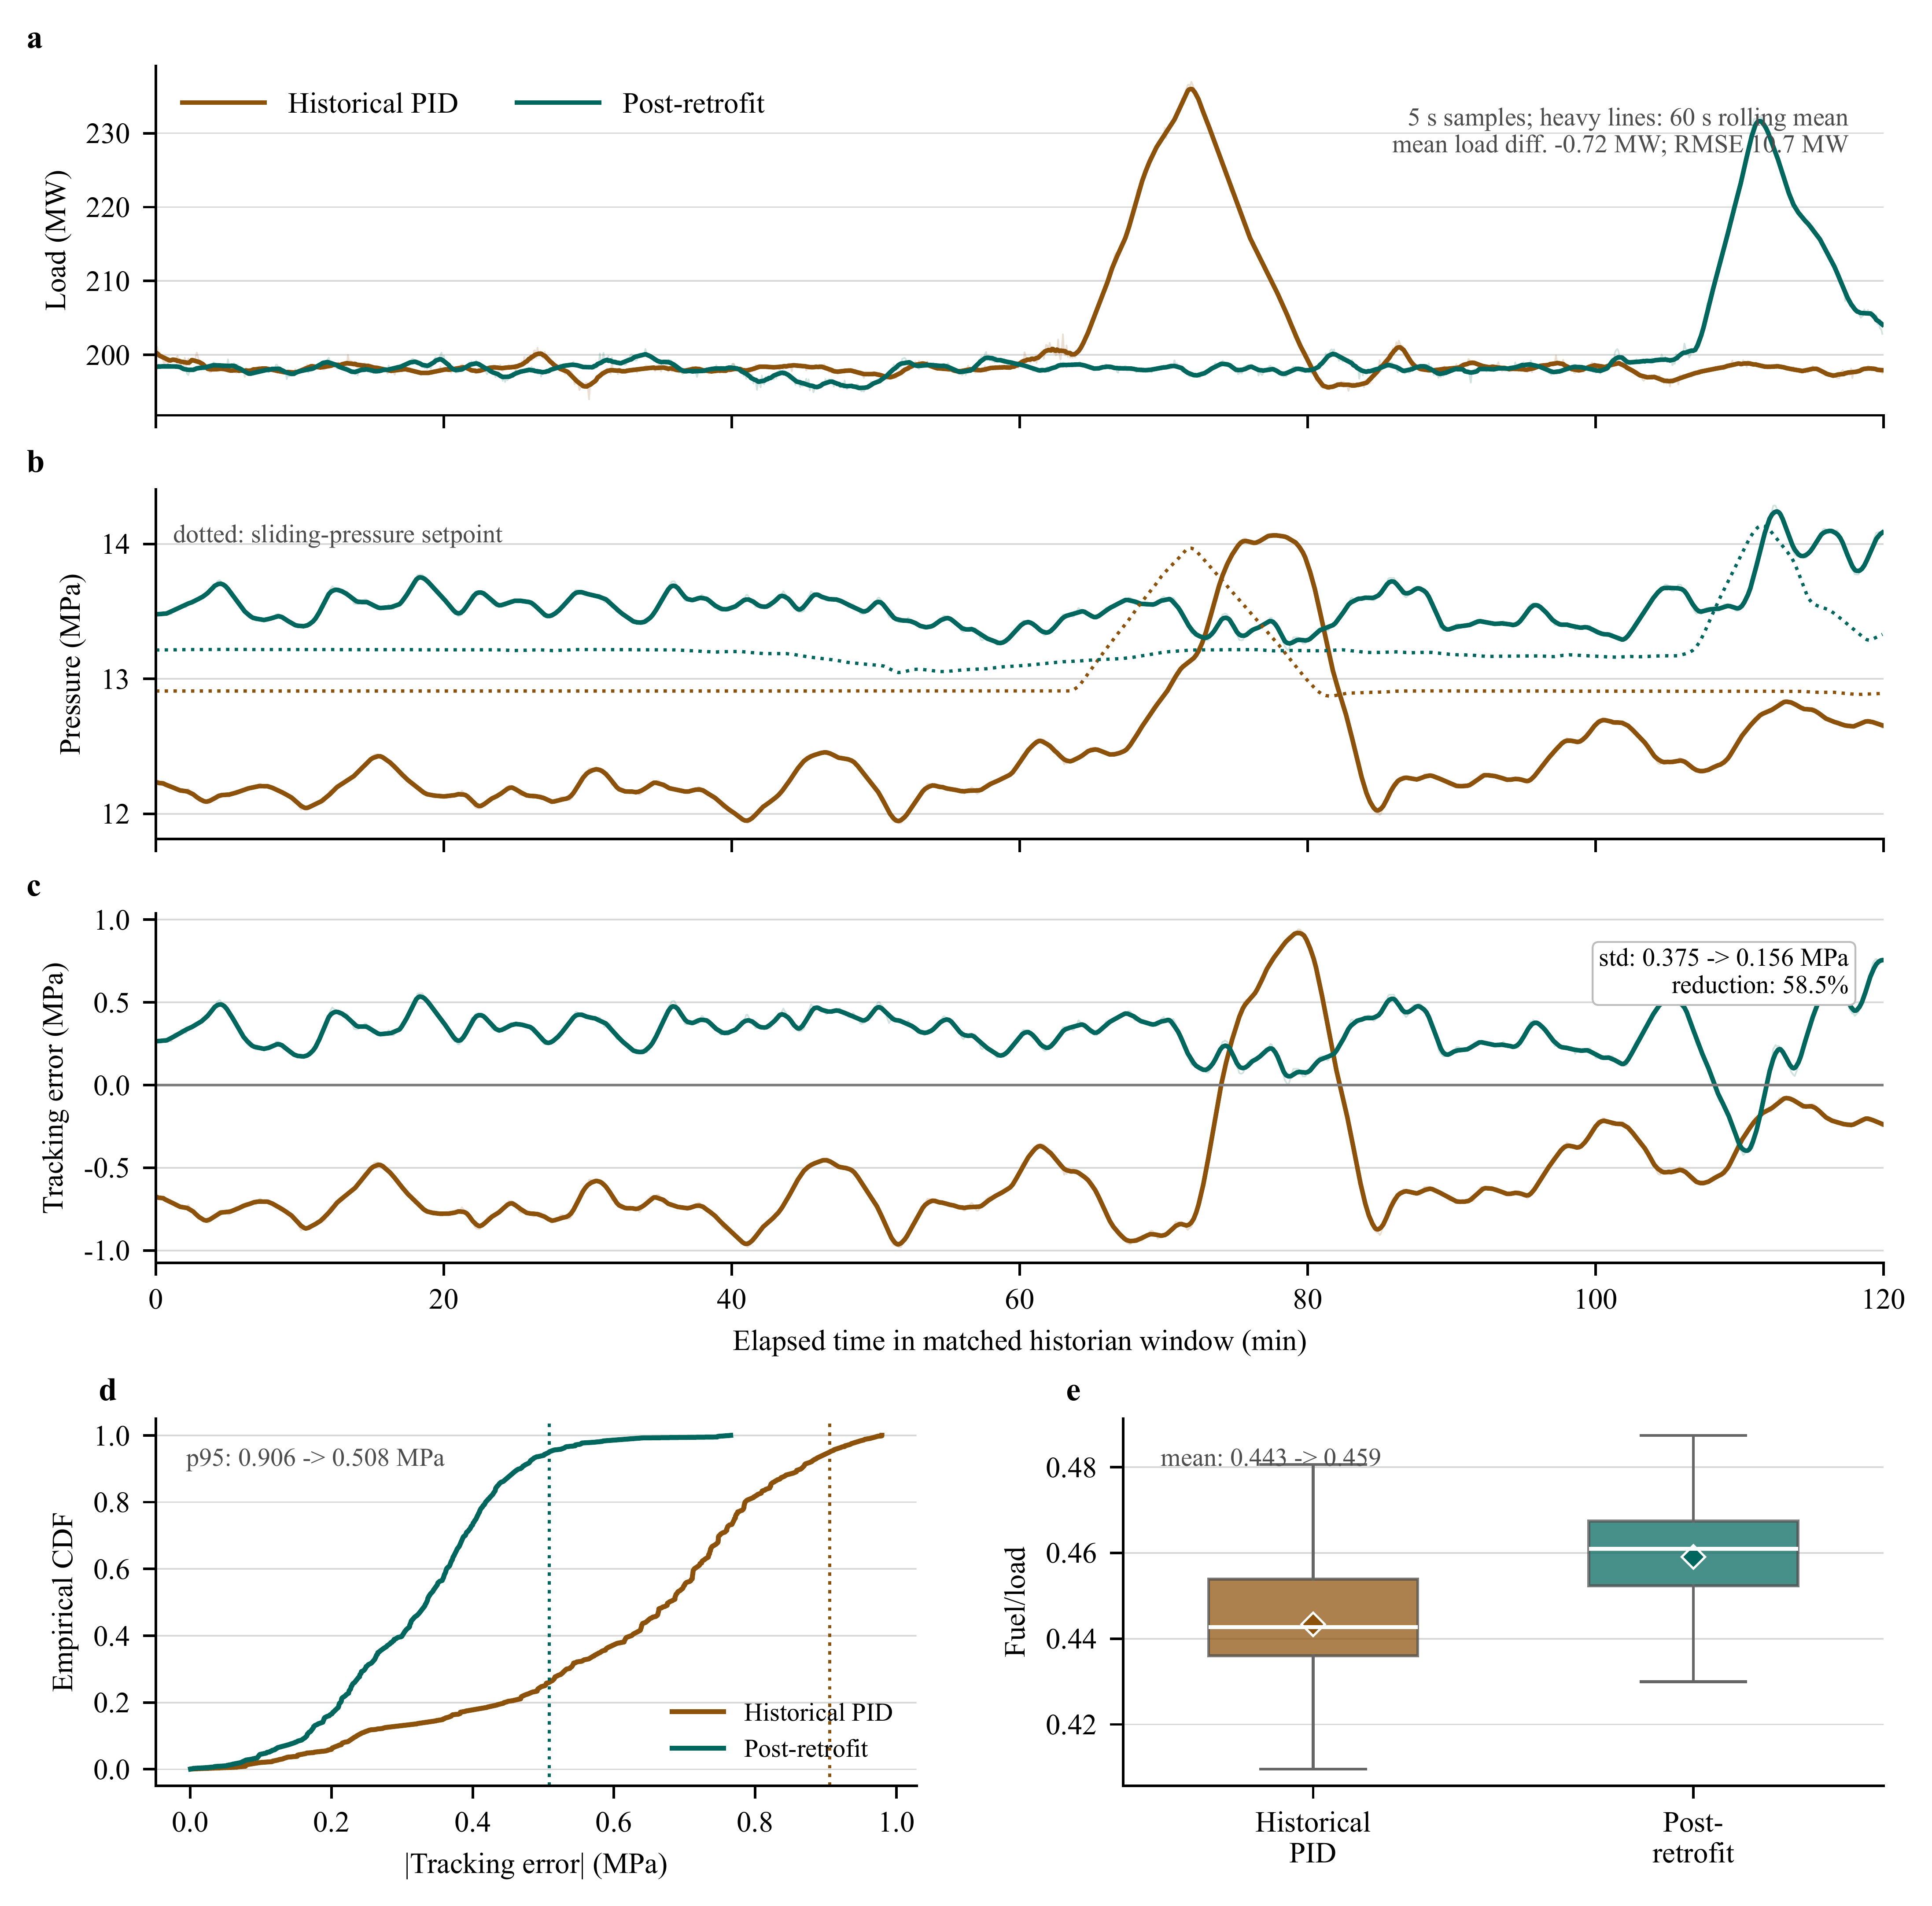 a
Historical PID
Post-retrofit
5 s samples; heavy lines: 60 s rolling mean
mean load diff. -0.72 MW; RMSE 10.7 MW
Load (MW)
230
220
210
200
b
dotted: sliding-pressure setpoint
Pressure (MPa)
14
13
12
c
std: 0.375 -> 0.156 MPa
reduction: 58.5%
Tracking error (MPa)
1.0
0.5
0.0
-0.5
-1.0
0 20 40 60 80 100 120
Elapsed time in matched historian window (min)
d
p95: 0.906 -> 0.508 MPa
Empirical CDF
1.0
0.8
0.6
0.4
0.2
0.0
Historical PID
Post-retrofit
0.0 0.2 0.4 0.6 0.8 1.0
|Tracking error| (MPa)
e
mean: 0.443 -> 0.459
Fuel/load
0.48
0.46
0.44
0.42
Historical
PID
Post-
retrofit